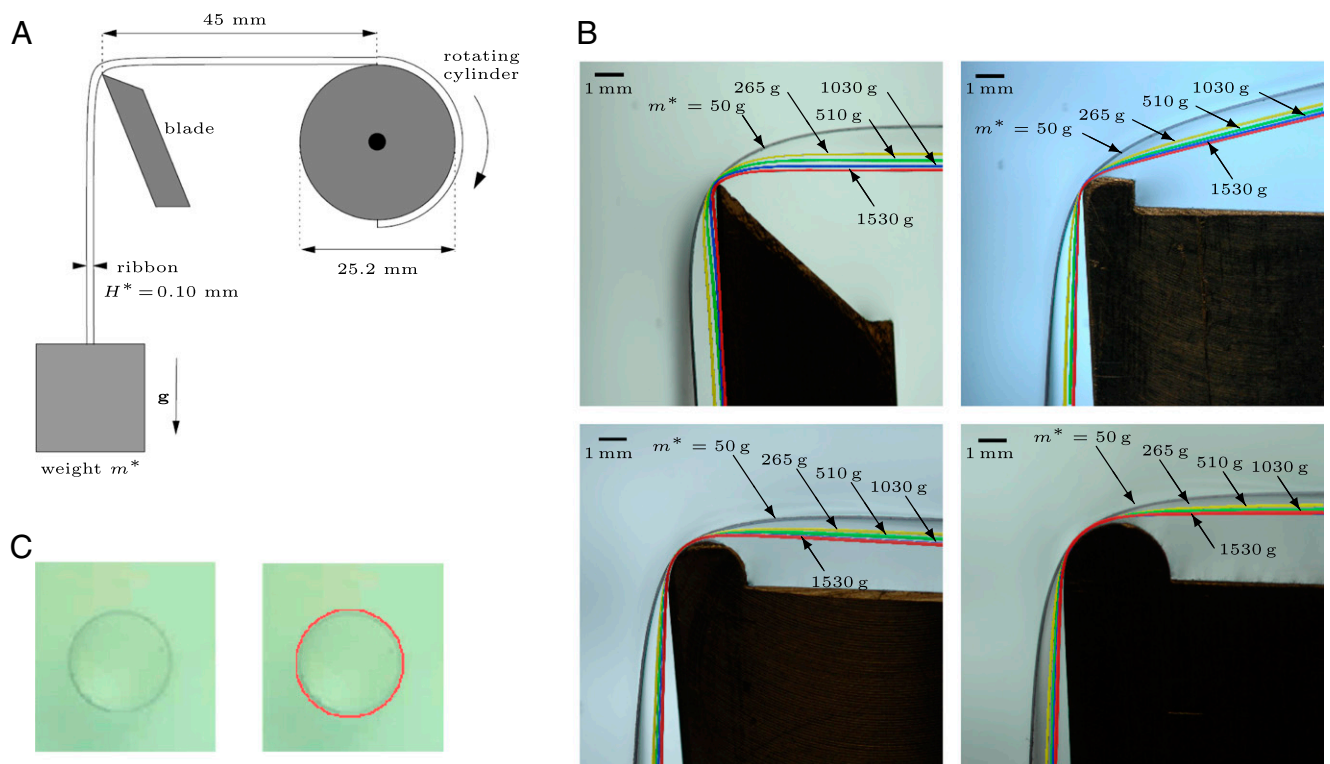 A
45 mm
rotating
cylinder
blade
25.2 mm
ribbon
H* = 0.10 mm
g
weight m*
B
1 mm
m* = 50 g
265 g
1030 g
510 g
1530 g
1 mm
m* = 50 g
265 g
510 g
1030 g
1530 g
1 mm
m* = 50 g
265 g
510 g
1030 g
1530 g
1 mm
m* = 50 g
265 g
510 g
1030 g
1530 g
C